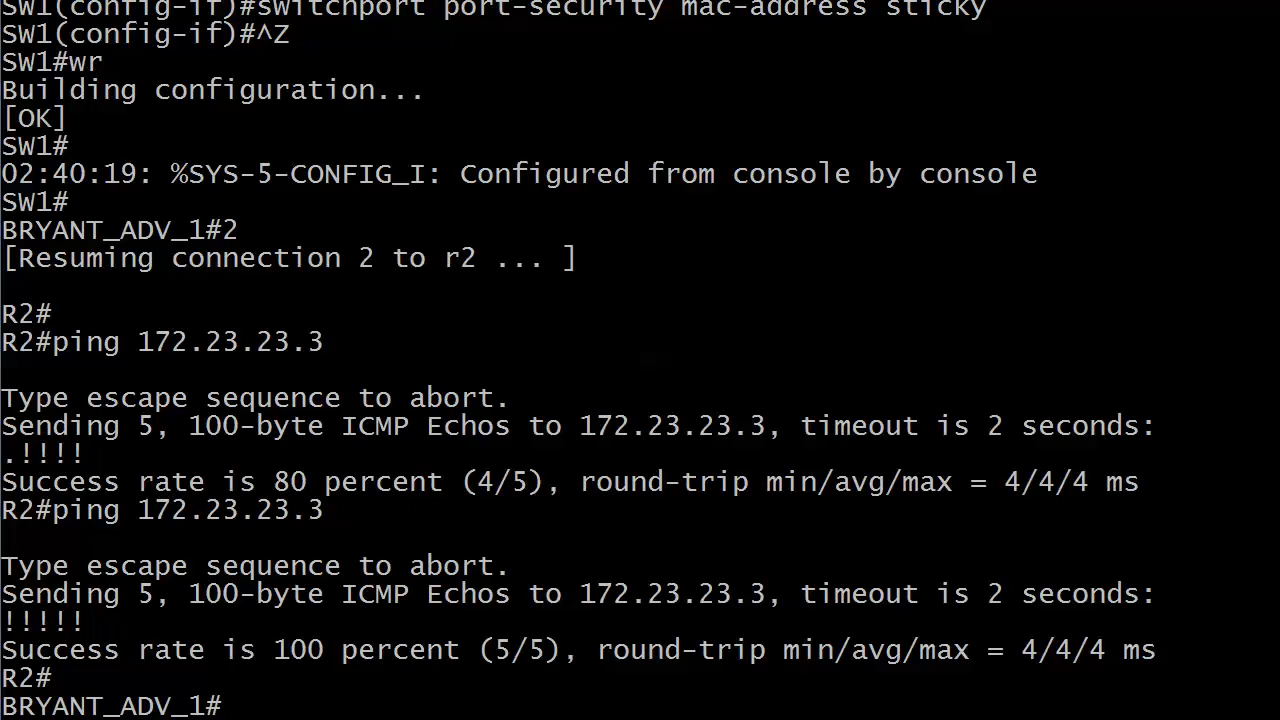 SW1(config-if)#switchport port-security mac-address sticky
SW1(config-if)#^Z
SW1#wr
Building configuration...
[OK]
SW1#
02:40:19: %SYS-5-CONFIG_I: Configured from console by console
SW1#
BRYANT_ADV_1#2
[Resuming connection 2 to r2 ... ]
R2#
R2#ping 172.23.23.3
Type escape sequence to abort.
Sending 5, 100-byte ICMP Echos to 172.23.23.3, timeout is 2 seconds:
.!!!!
Success rate is 80 percent (4/5), round-trip min/avg/max = 4/4/4 ms
R2#ping 172.23.23.3
Type escape sequence to abort.
Sending 5, 100-byte ICMP Echos to 172.23.23.3, timeout is 2 seconds:
!!!!!
Success rate is 100 percent (5/5), round-trip min/avg/max = 4/4/4 ms
R2#
BRYANT_ADV_1#